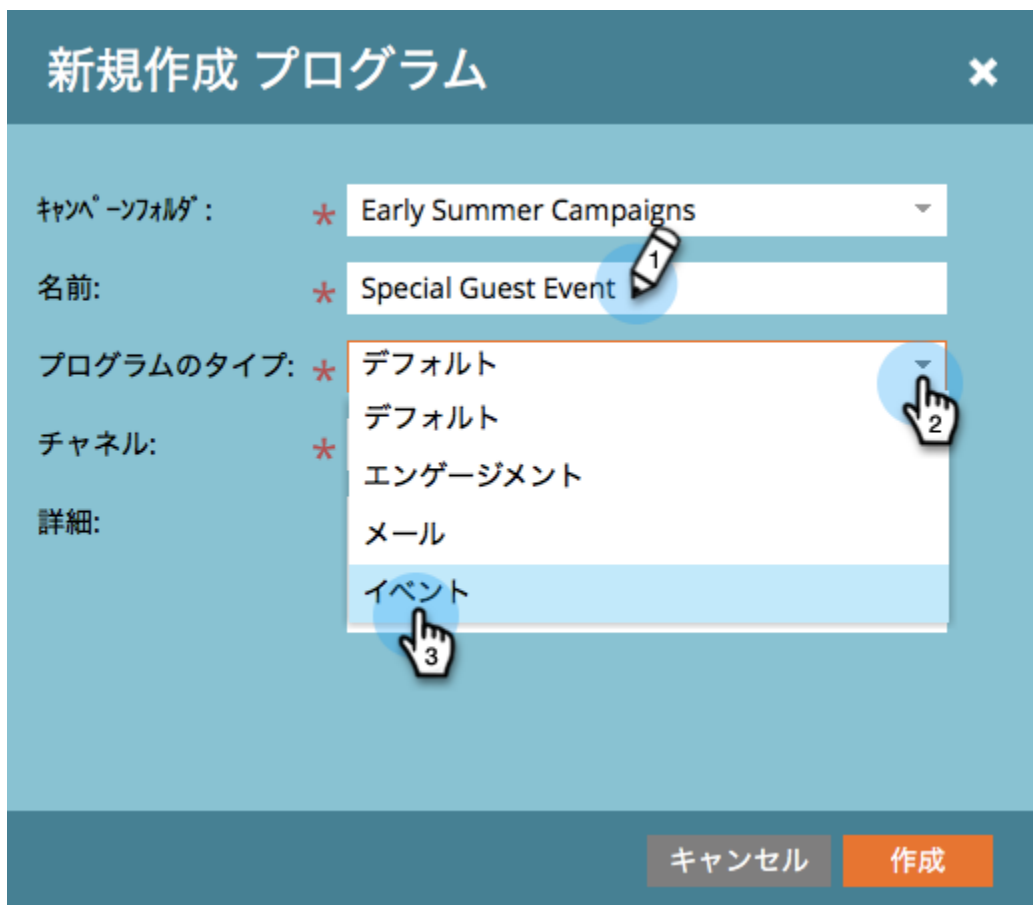 新規作成 プログラム
ｷｬﾝﾍﾟｰﾝﾌｫﾙﾀﾞ: * Early Summer Campaigns
1
名前: * Special Guest Event
プログラムのタイプ: * デフォルト
2
デフォルト
チャネル: *
エンゲージメント
詳細:
メール
イベント
3
キャンセル 作成